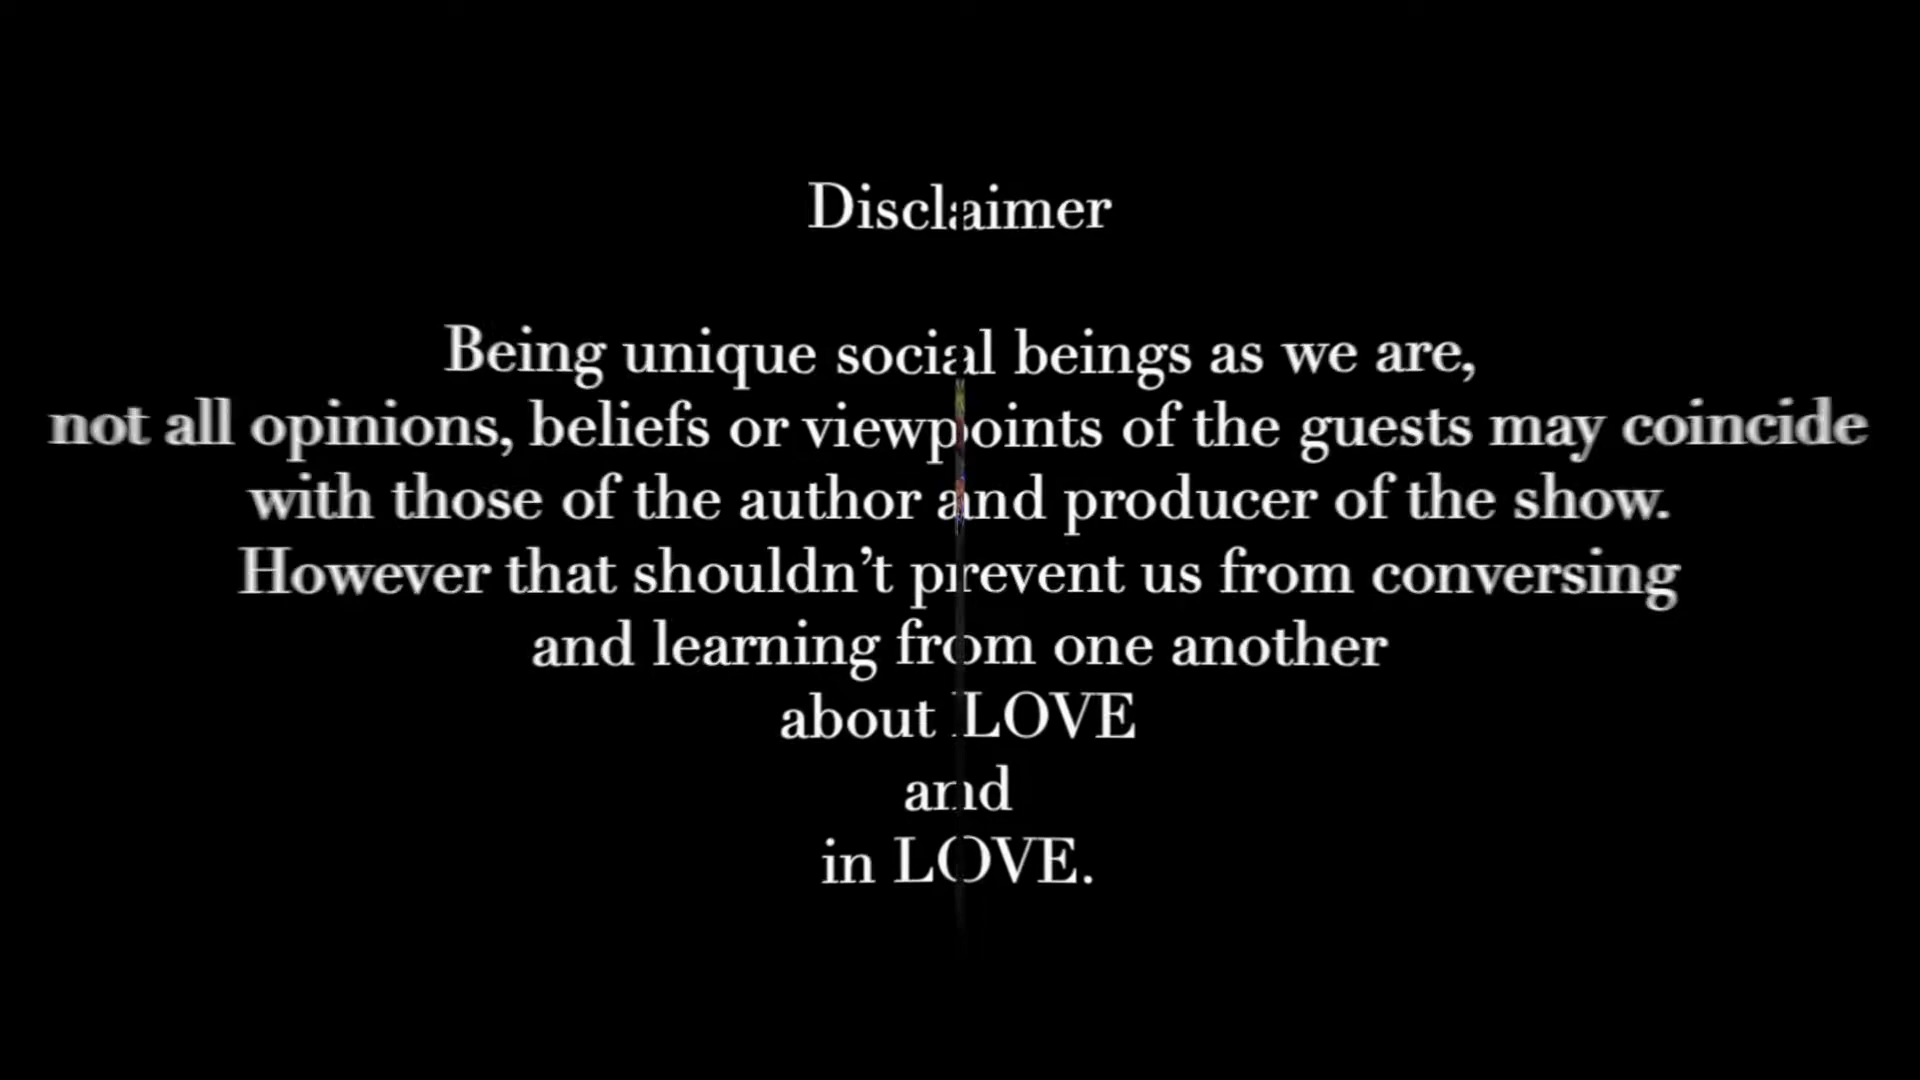 Disclaimer
Being unique social beings as we are,
not all opinions, beliefs or viewpoints of the guests may coincide
with those of the author and producer of the show.
However that shouldn’t prevent us from conversing
and learning from one another
about LOVE
and
in LOVE.